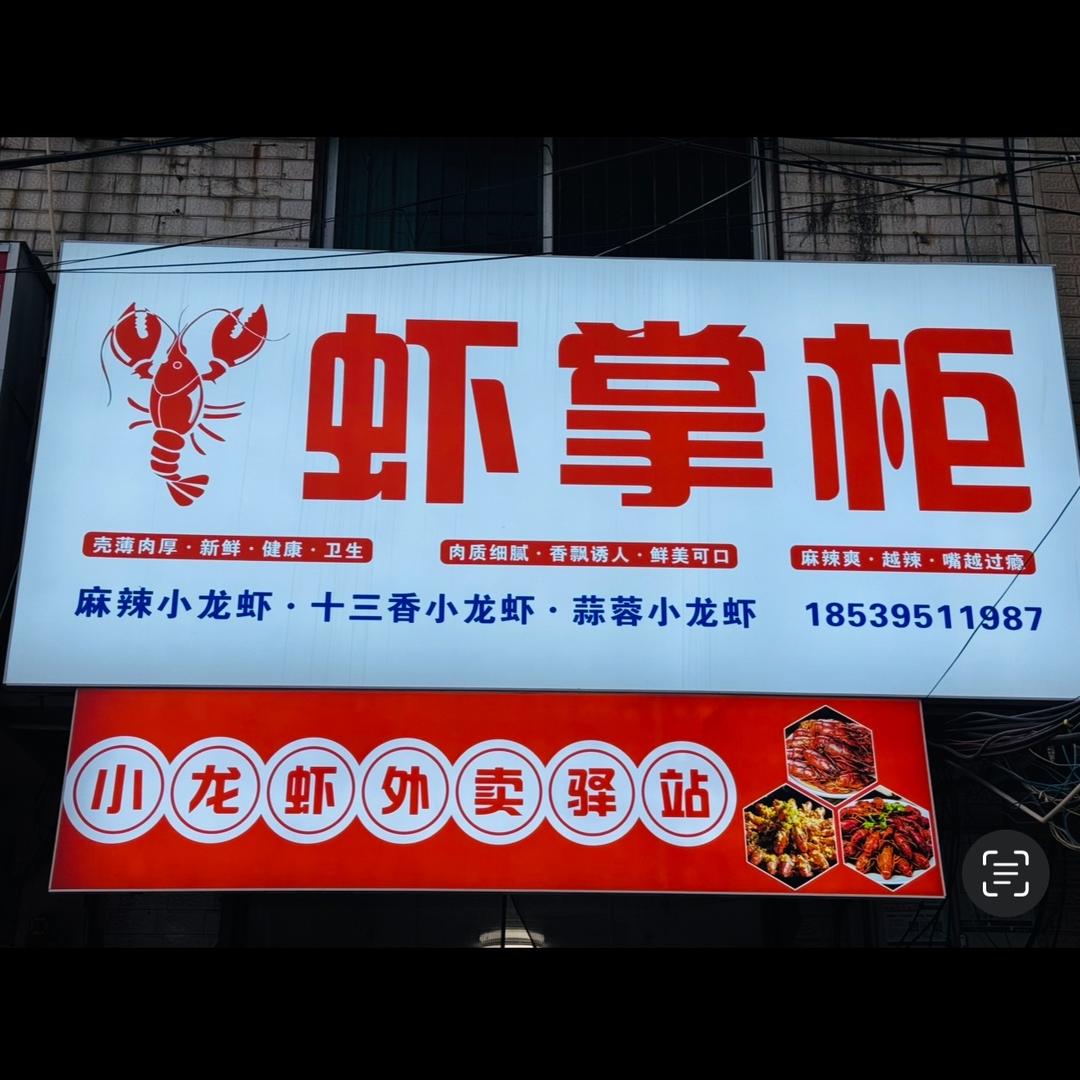 虾掌柜
壳薄肉厚·新鲜·健康·卫生 肉质细腻·香飘诱人·鲜美可口 麻辣爽·越辣·嘴越过瘾
麻辣小龙虾·十三香小龙虾·蒜蓉小龙虾 18539511987
小龙虾外卖驿站